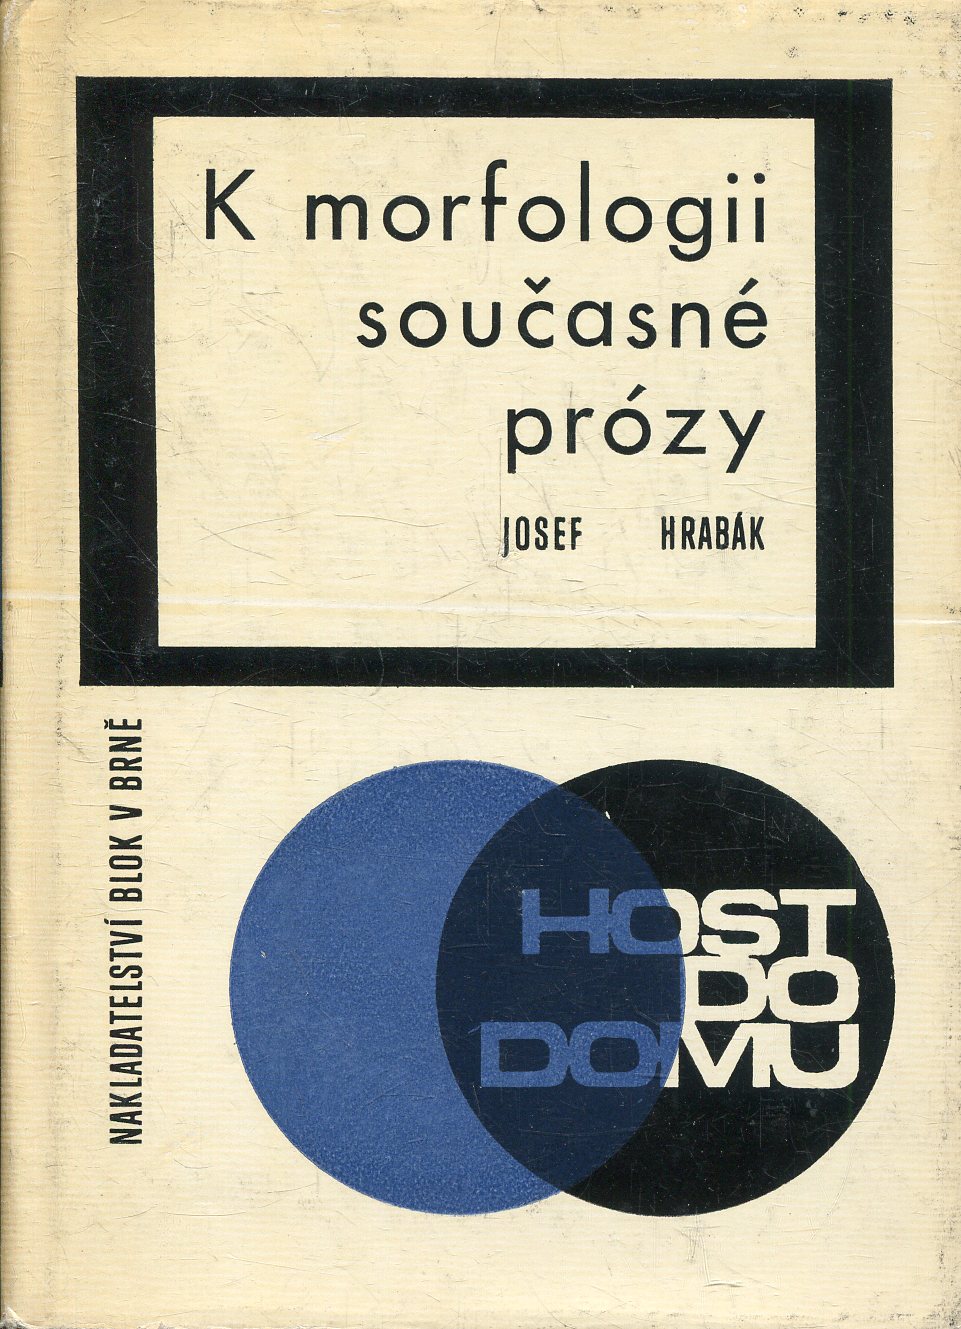 K morfologii
současné
prózy
JOSEF HRABÁK
NAKLADATELSTVÍ BLOK V BRNĚ
HOST
DO
DOMU